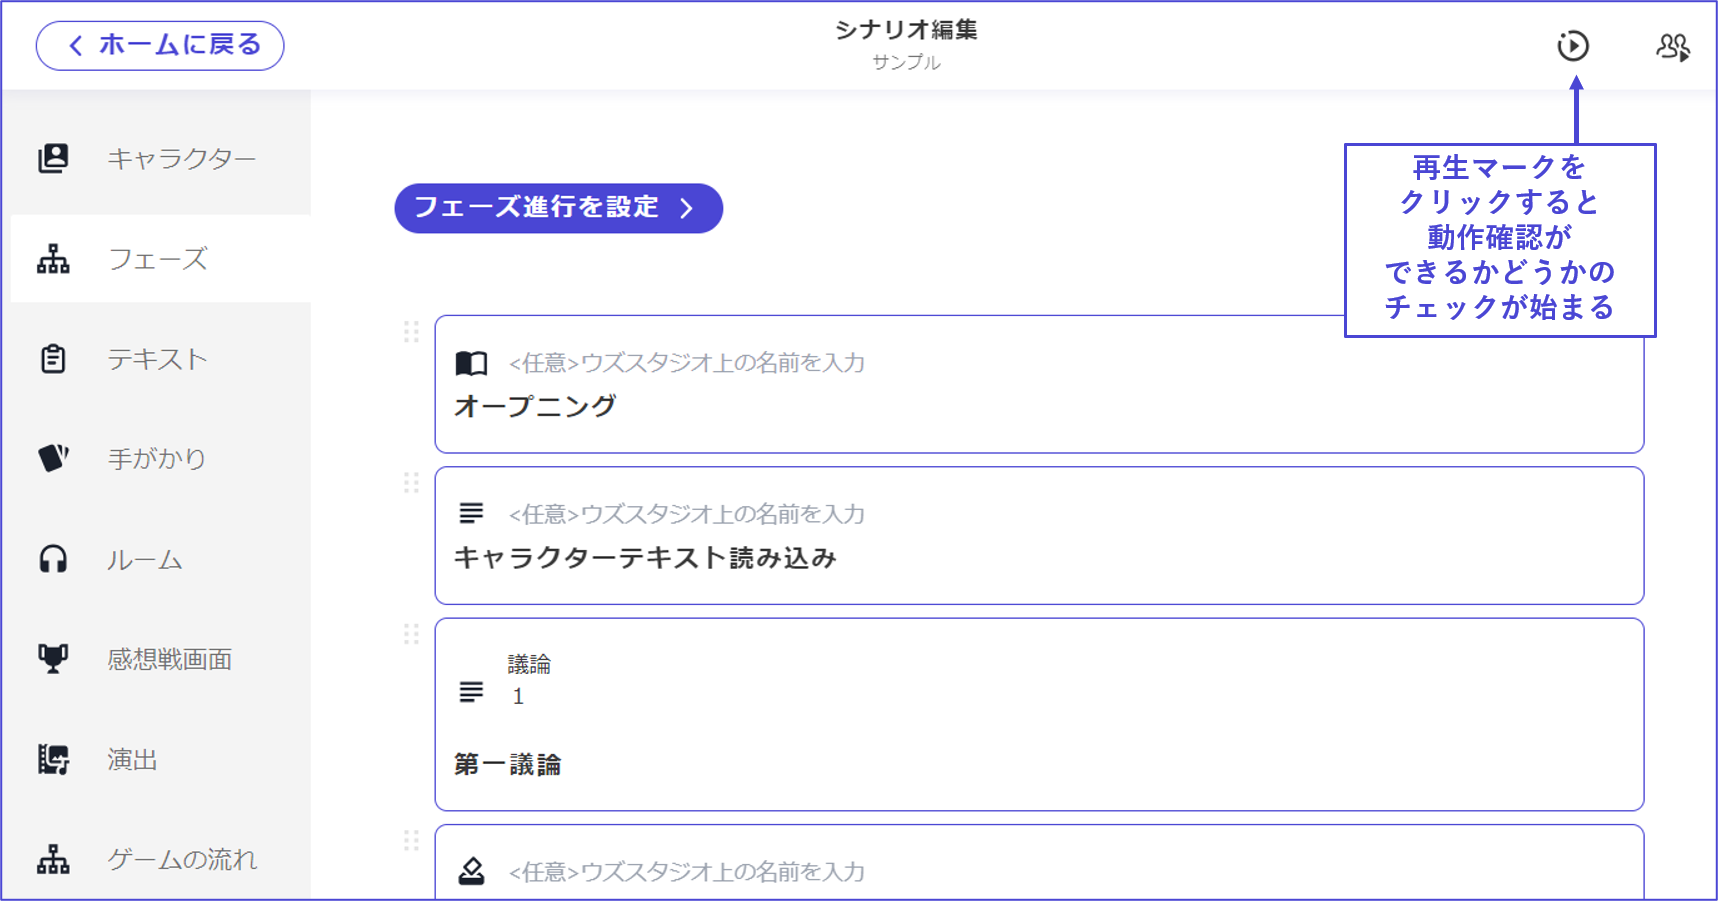 ホームに戻る
シナリオ編集
サンプル
キャラクター
フェーズ
テキスト
手がかり
ルーム
感想戦画面
演出
ゲームの流れ
フェーズ進行を設定
再生マークを
クリックすると
動作確認が
できるかどうかの
チェックが始まる
<任意>ウズスタジオ上の名前を入力
オープニング
<任意>ウズスタジオ上の名前を入力
キャラクターテキスト読み込み
議論
1
第一議論
<任意>ウズスタジオ上の名前を入力